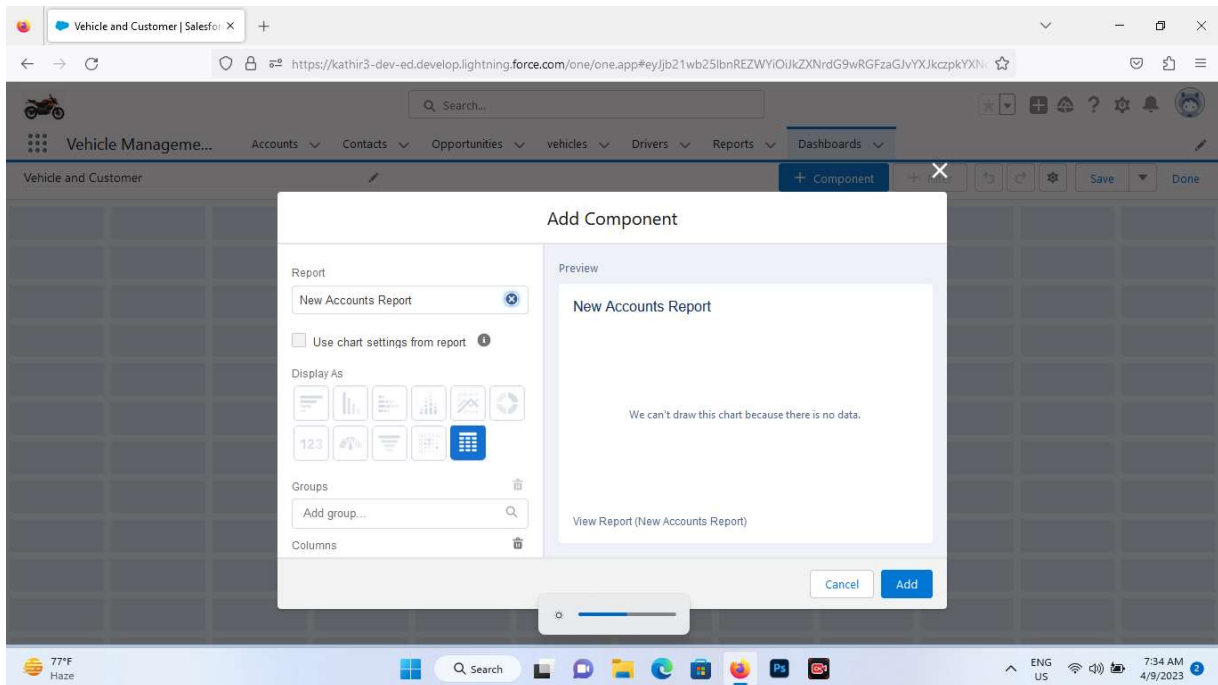 Vehicle and Customer | Salesfor
https://kathir3-dev-ed.develop.lightning.force.com/one/one.app#eyJjb21wb25lbnREZWYiOiJkZXNrdG9wRGFzaGJvYXJkczpkYXN
Search...
Vehicle Manageme...
Accounts
Contacts
Opportunities
vehicles
Drivers
Reports
Dashboards
Vehicle and Customer
+ Component
Save
Done
Add Component
Report
New Accounts Report
Use chart settings from report
Display As
123
Groups
Add group...
Columns
Preview
New Accounts Report
We can't draw this chart because there is no data.
View Report (New Accounts Report)
Cancel
Add
77°F
Haze
Search
Ps
ENG
US
7:34 AM
4/9/2023
2